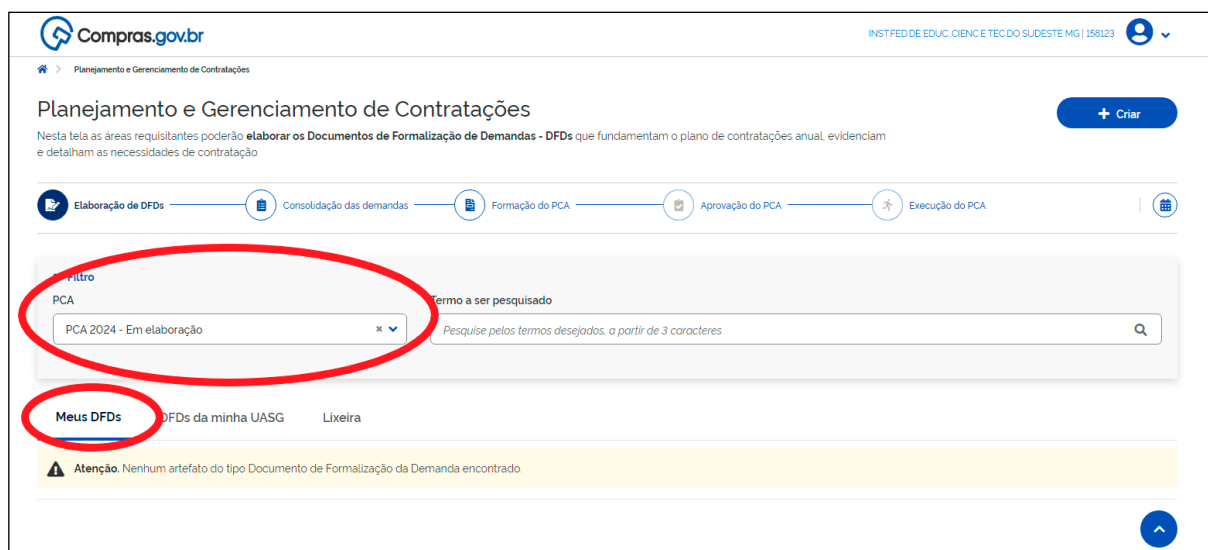 Compras.gov.br
INST.FED.DE EDUC.,CIENC.E TEC.DO SUDESTE MG | 158123
Planejamento e Gerenciamento de Contratações
Planejamento e Gerenciamento de Contratações
+ Criar
Nesta tela as áreas requisitantes poderão elaborar os Documentos de Formalização de Demandas - DFDs que fundamentam o plano de contratações anual, evidenciam
e detalham as necessidades de contratação.
Elaboração de DFDs
Consolidação das demandas
Formação do PCA
Aprovação do PCA
Execução do PCA
Filtro
PCA
Termo a ser pesquisado
PCA 2024 - Em elaboração
Pesquise pelos termos desejados, a partir de 3 caracteres
Meus DFDs
DFDs da minha UASG
Lixeira
Atenção. Nenhum artefato do tipo Documento de Formalização da Demanda encontrado.